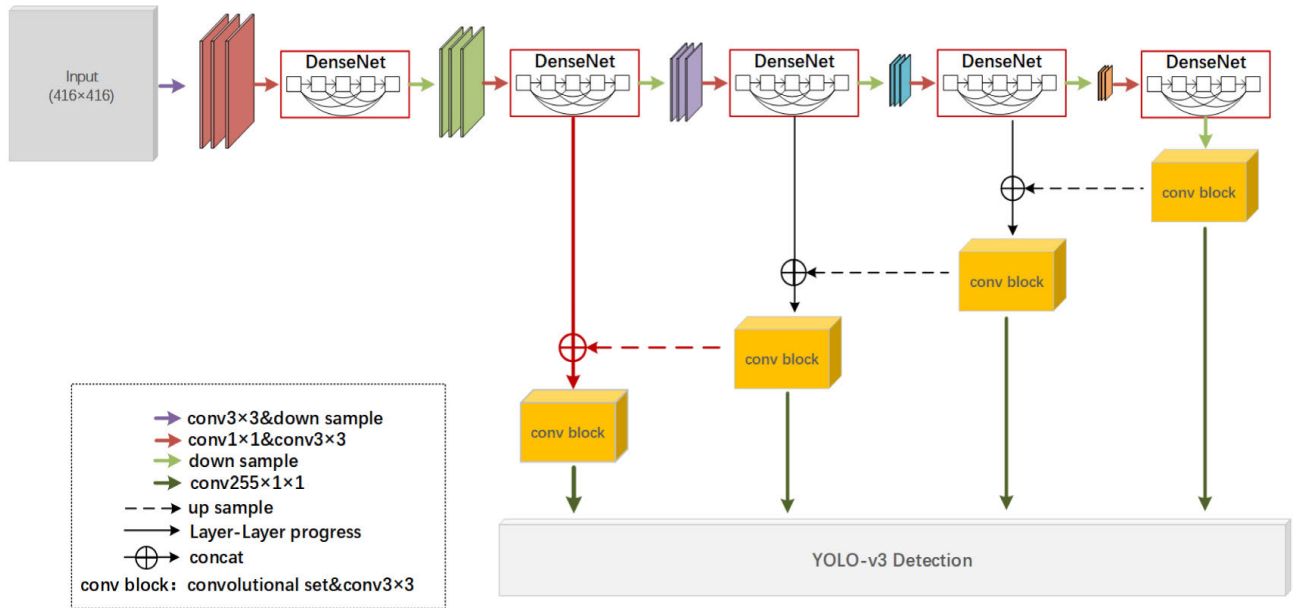 Input
(416×416)
DenseNet
DenseNet
DenseNet
DenseNet
DenseNet
conv block
conv block
conv block
conv block
conv3×3&down sample
conv1×1&conv3×3
down sample
conv255×1×1
up sample
Layer-Layer progress
concat
conv block：convolutional set&conv3×3
YOLO-v3 Detection